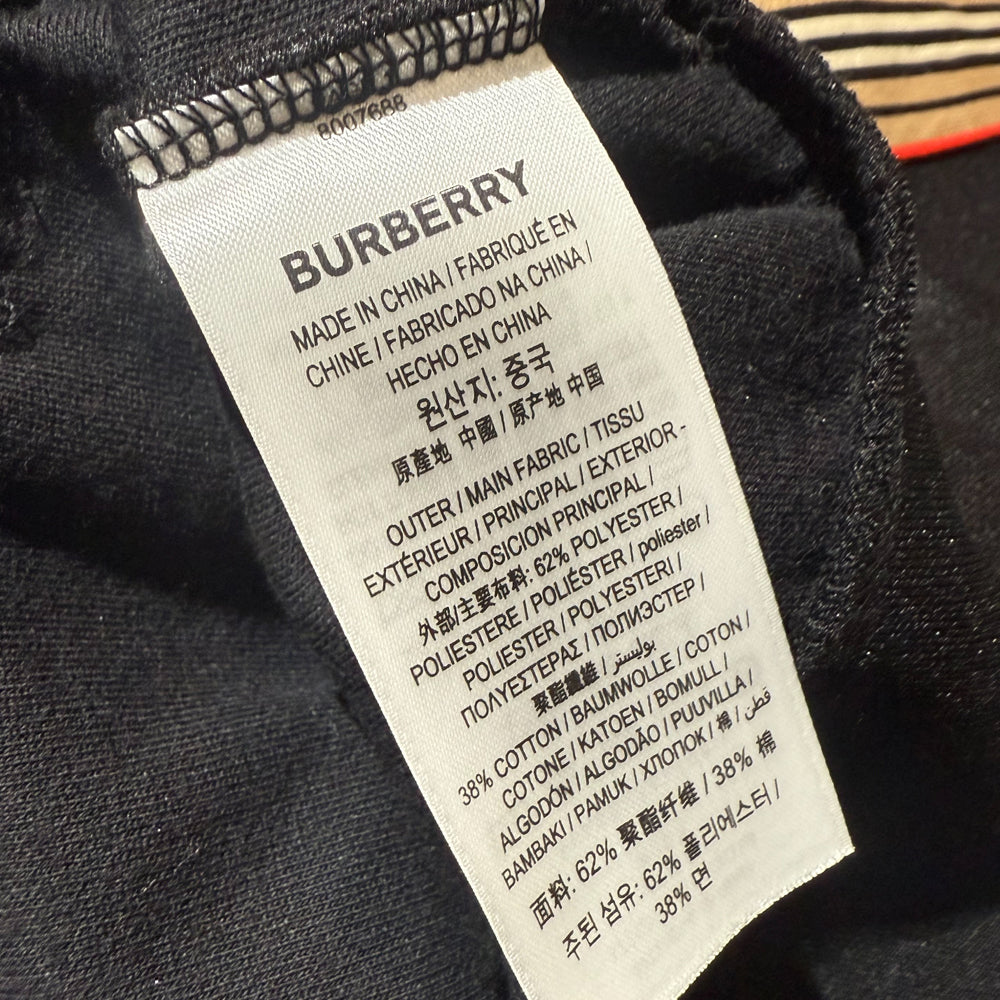 8007688
BURBERRY
MADE IN CHINA / FABRIQUÉ EN
CHINE / FABRICADO NA CHINA /
HECHO EN CHINA
원산지: 중국
原產地 中國 / 原产地 中国
OUTER / MAIN FABRIC / TISSU
EXTÉRIEUR / PRINCIPAL / EXTERIOR -
COMPOSICION PRINCIPAL /
外部/主要布料: 62% POLYESTER /
POLIESTERE / POLIÉSTER / poliester /
POLIESTER / POLYESTERI /
ΠΟΛΥΕΣΤΕΡΑΣ / ПОЛИЭСТЕР /
聚酯纖維 / بوليستر
38% COTTON / BAUMWOLLE / COTON /
COTONE / KATOEN / BOMULL /
ALGODÓN / ALGODÃO / PUUVILLA /
BAMBAKI / PAMUK / ХЛОПОК / 棉 / قطن
面料: 62% 聚酯纤维 / 38% 棉
주된 섬유: 62% 폴리에스터 /
38% 면